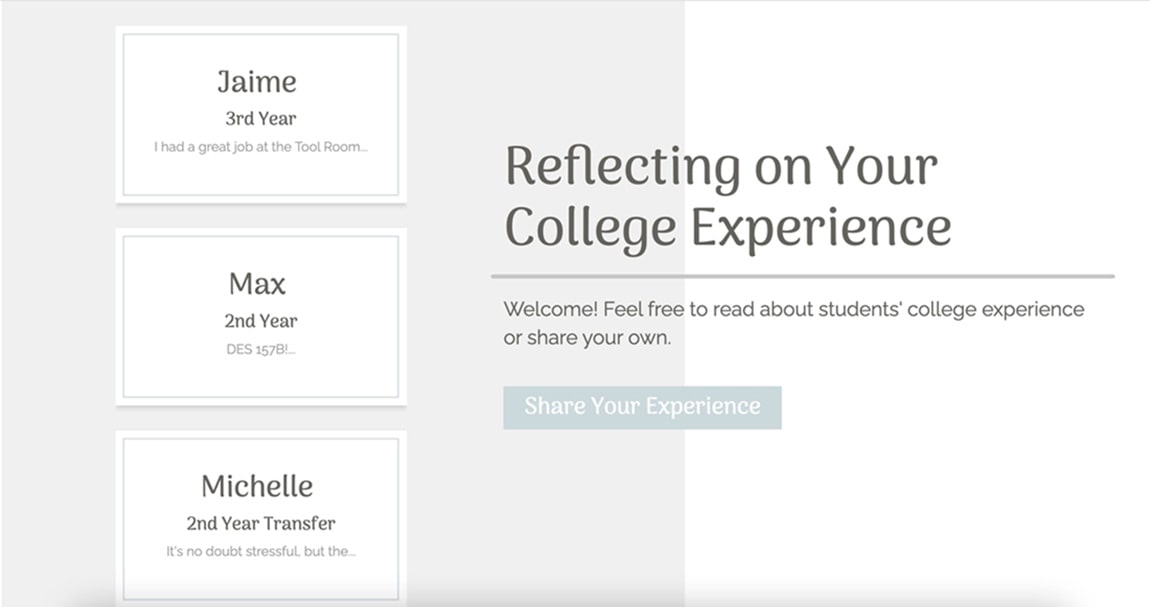 Jaime
3rd Year
I had a great job at the Tool Room...
Max
2nd Year
DES 157B!...
Michelle
2nd Year Transfer
It's no doubt stressful, but the...
Reflecting on Your
College Experience
Welcome! Feel free to read about students' college experience
or share your own.
Share Your Experience